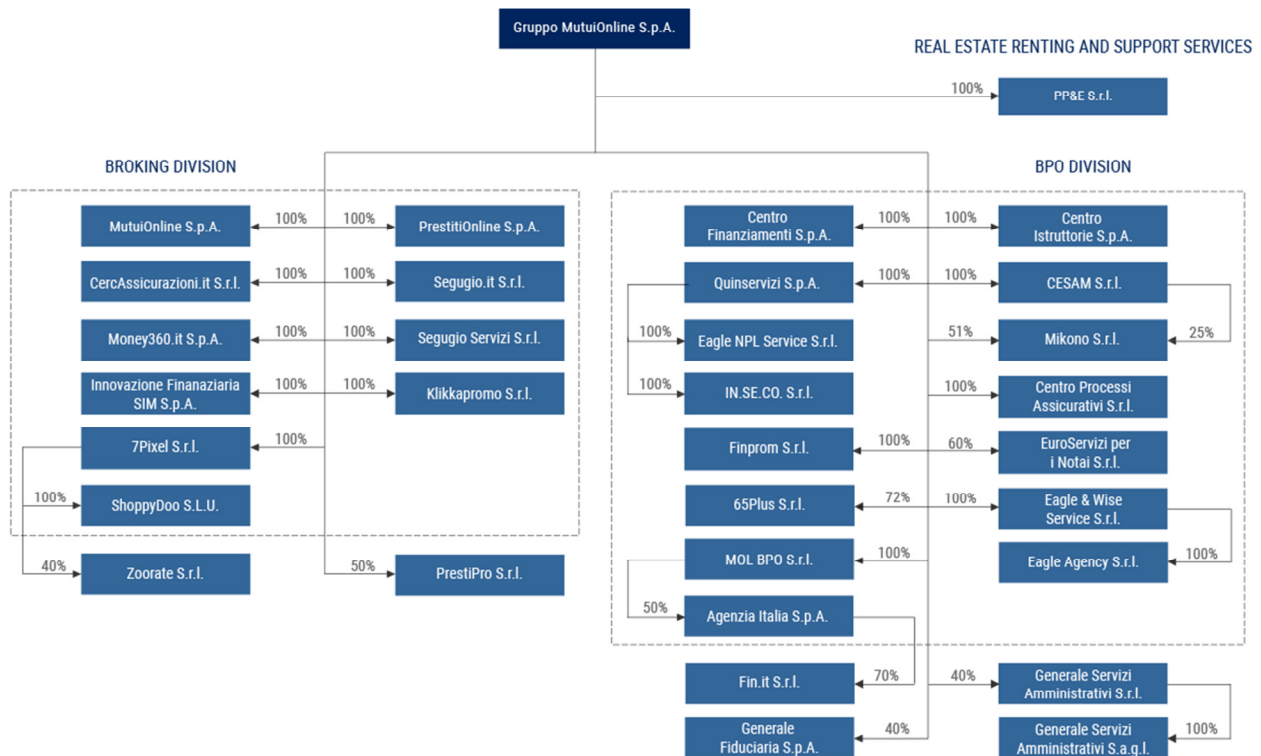 Gruppo MutuiOnline S.p.A.
REAL ESTATE RENTING AND SUPPORT SERVICES
100%
PP&E S.r.l.
BROKING DIVISION
MutuiOnline S.p.A.
100%
100%
PrestitiOnline S.p.A.
CercAssicurazioni.it S.r.l.
100%
100%
Segugio.it S.r.l.
Money360.it S.p.A.
100%
100%
Segugio Servizi S.r.l.
Innovazione Finanaziaria
SIM S.p.A.
100%
100%
Klikkapromo S.r.l.
7Pixel S.r.l.
100%
100%
ShoppyDoo S.L.U.
40%
Zoorate S.r.l.
50%
PrestiPro S.r.l.
BPO DIVISION
Centro
Finanziamenti S.p.A.
100%
100%
Centro
Istruttorie S.p.A.
Quinservizi S.p.A.
100%
100%
CESAM S.r.l.
100%
Eagle NPL Service S.r.l.
51%
Mikono S.r.l.
25%
100%
IN.SE.CO. S.r.l.
100%
Centro Processi
Assicurativi S.r.l.
Finprom S.r.l.
100%
60%
EuroServizi per
i Notai S.r.l.
65Plus S.r.l.
72%
100%
Eagle & Wise
Service S.r.l.
MOL BPO S.r.l.
100%
Eagle Agency S.r.l.
100%
50%
Agenzia Italia S.p.A.
Fin.it S.r.l.
70%
40%
Generale Servizi
Amministrativi S.r.l.
Generale
Fiduciaria S.p.A.
40%
Generale Servizi
Amministrativi S.a.g.l.
100%